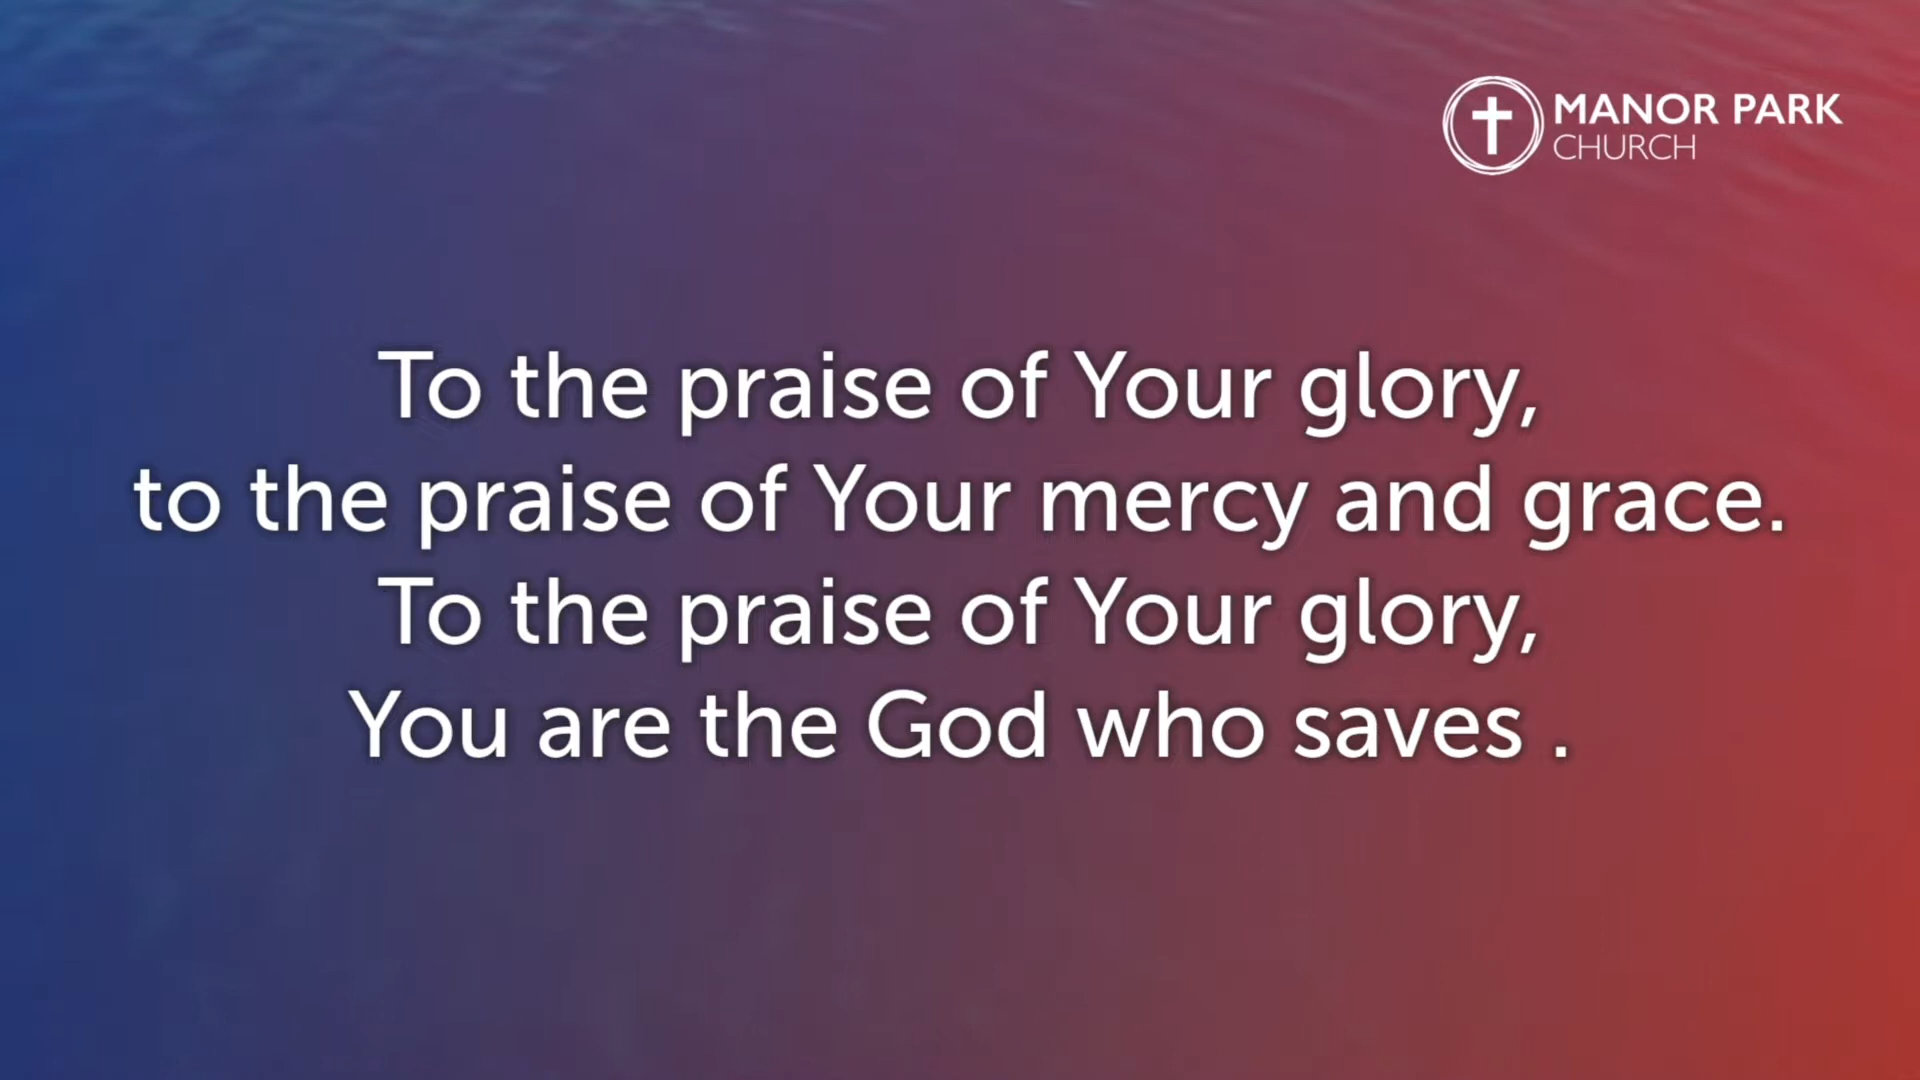 MANOR PARK
CHURCH
To the praise of Your glory,
to the praise of Your mercy and grace.
To the praise of Your glory,
You are the God who saves .